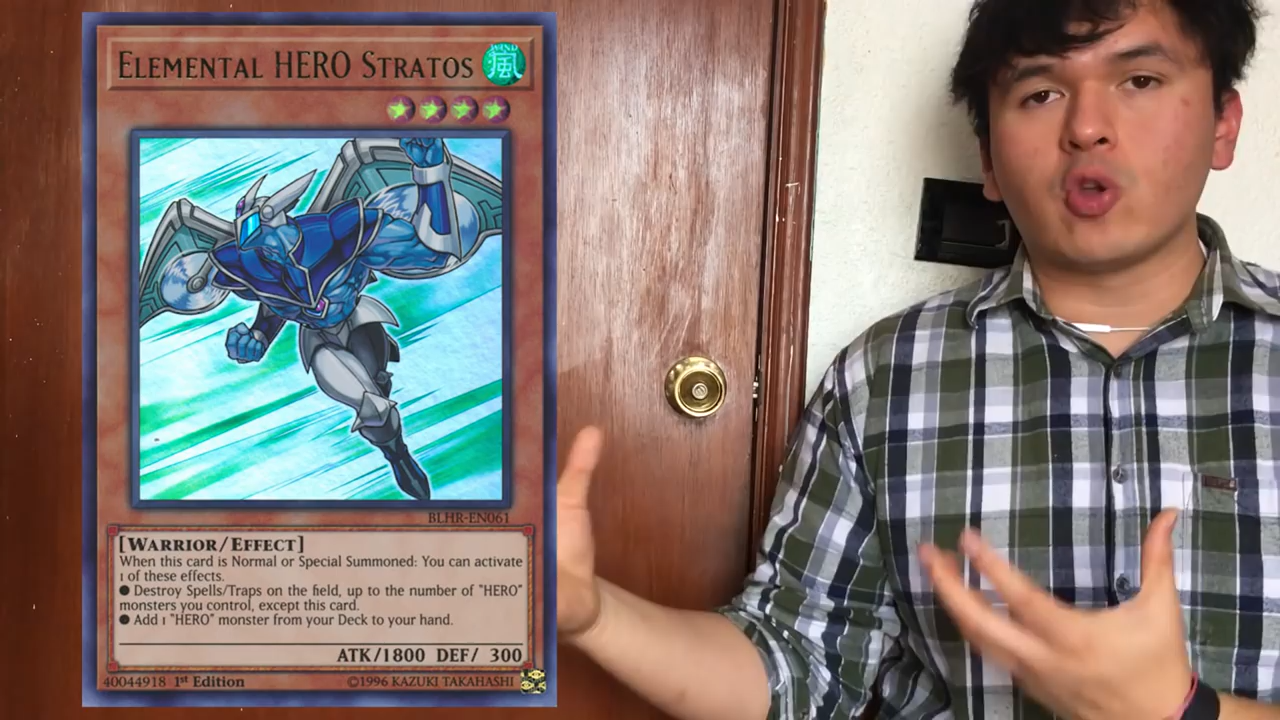 ELEMENTAL HERO STRATOS
WIND
風
BLHR-EN061
[WARRIOR/EFFECT]
When this card is Normal or Special Summoned: You can activate
1 of these effects.
● Destroy Spells/Traps on the field, up to the number of "HERO"
monsters you control, except this card.
● Add 1 "HERO" monster from your Deck to your hand.
ATK/1800 DEF/ 300
40044918 1st Edition ©1996 KAZUKI TAKAHASHI